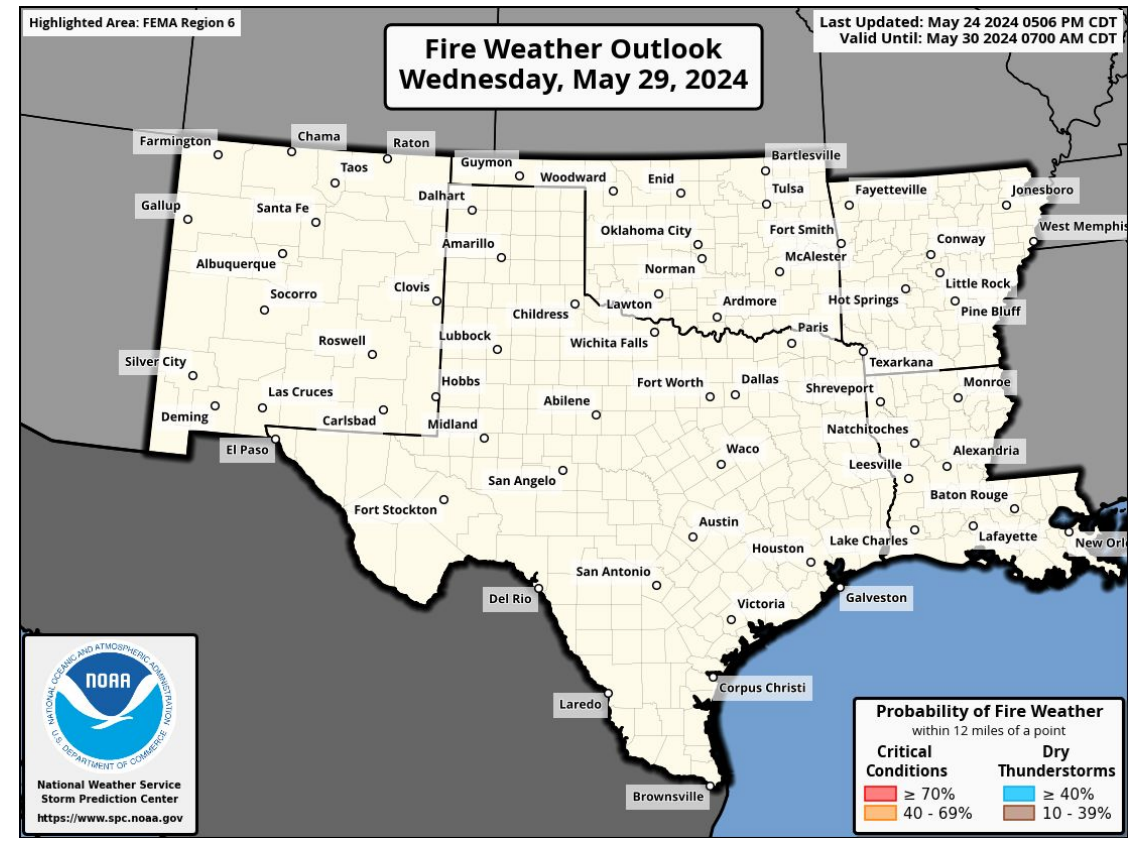 Highlighted Area: FEMA Region 6
Last Updated: May 24 2024 0506 PM CDT
Valid Until: May 30 2024 0700 AM CDT
Fire Weather Outlook
Wednesday, May 29, 2024
Farmington
Chama
Raton
Taos
Guymon
Woodward
Enid
Bartlesville
Tulsa
Fayetteville
Jonesboro
Gallup
Santa Fe
Dalhart
Oklahoma City
Fort Smith
West Memphis
Albuquerque
Amarillo
Norman
McAlester
Conway
Little Rock
Socorro
Clovis
Childress
Lawton
Ardmore
Hot Springs
Pine Bluff
Roswell
Lubbock
Wichita Falls
Paris
Texarkana
Silver City
Las Cruces
Hobbs
Fort Worth
Dallas
Shreveport
Monroe
Deming
Carlsbad
Midland
Abilene
Natchitoches
El Paso
San Angelo
Waco
Leesville
Alexandria
Fort Stockton
Austin
Baton Rouge
Houston
Lake Charles
Lafayette
New Orl
San Antonio
Del Rio
Victoria
Galveston
Laredo
Corpus Christi
Brownsville
NATIONAL OCEANIC AND ATMOSPHERIC ADMINISTRATION
NOAA
U.S. DEPARTMENT OF COMMERCE
National Weather Service
Storm Prediction Center
https://www.spc.noaa.gov
Probability of Fire Weather
within 12 miles of a point
Critical Conditions
≥ 70%
40 - 69%
Dry Thunderstorms
≥ 40%
10 - 39%